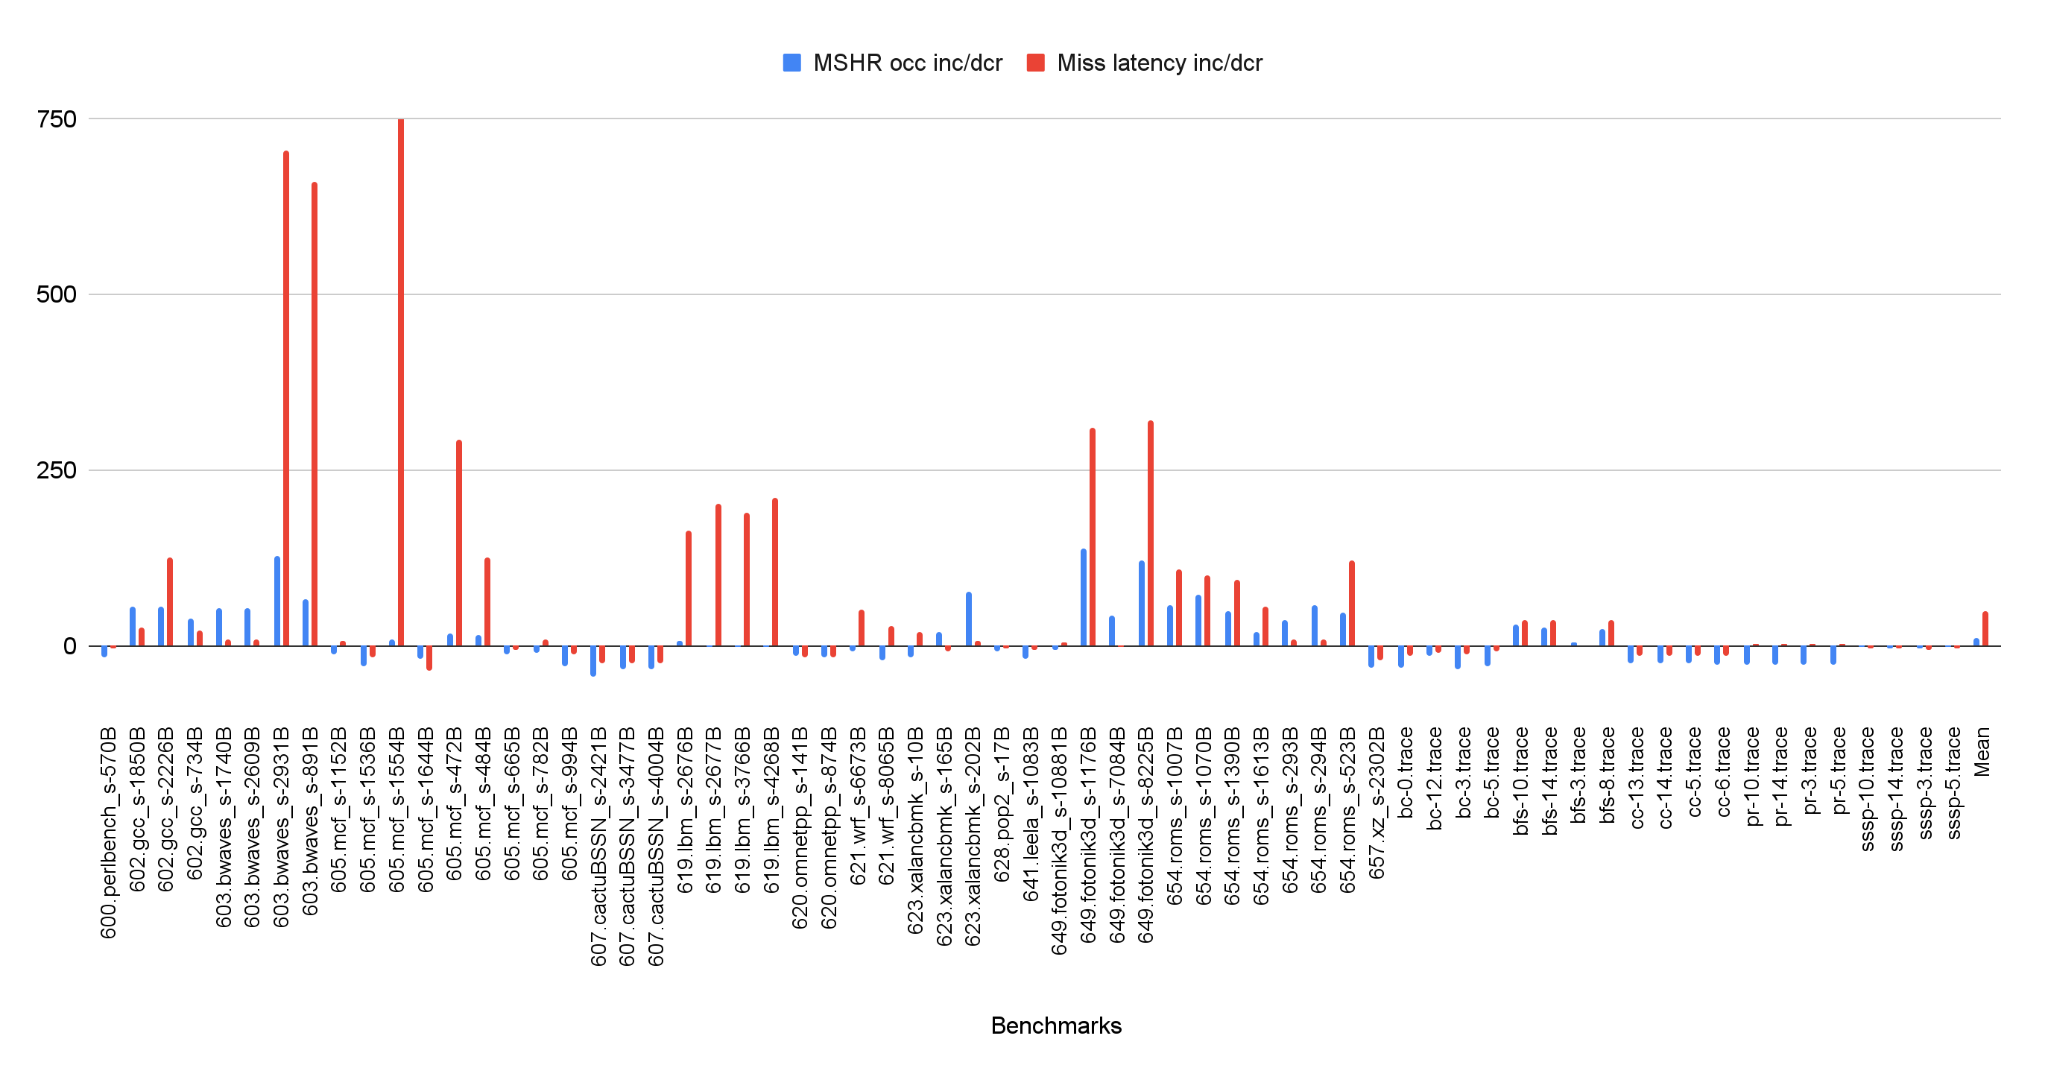 MSHR occ inc/dcr
Miss latency inc/dcr
750
500
250
0
600.perlbench_s-570B
602.gcc_s-1850B
602.gcc_s-2226B
602.gcc_s-734B
603.bwaves_s-1740B
603.bwaves_s-2609B
603.bwaves_s-2931B
603.bwaves_s-891B
605.mcf_s-1152B
605.mcf_s-1536B
605.mcf_s-1554B
605.mcf_s-1644B
605.mcf_s-472B
605.mcf_s-484B
605.mcf_s-665B
605.mcf_s-782B
605.mcf_s-994B
607.cactuBSSN_s-2421B
607.cactuBSSN_s-3477B
607.cactuBSSN_s-4004B
619.lbm_s-2676B
619.lbm_s-2677B
619.lbm_s-3766B
619.lbm_s-4268B
620.omnetpp_s-141B
620.omnetpp_s-874B
621.wrf_s-6673B
621.wrf_s-8065B
623.xalancbmk_s-10B
623.xalancbmk_s-165B
623.xalancbmk_s-202B
628.pop2_s-17B
641.leela_s-1083B
649.fotonik3d_s-10881B
649.fotonik3d_s-1176B
649.fotonik3d_s-7084B
649.fotonik3d_s-8225B
654.roms_s-1007B
654.roms_s-1070B
654.roms_s-1390B
654.roms_s-1613B
654.roms_s-293B
654.roms_s-294B
654.roms_s-523B
657.xz_s-2302B
bc-0.trace
bc-12.trace
bc-3.trace
bc-5.trace
bfs-10.trace
bfs-14.trace
bfs-3.trace
bfs-8.trace
cc-13.trace
cc-14.trace
cc-5.trace
cc-6.trace
pr-10.trace
pr-14.trace
pr-3.trace
pr-5.trace
sssp-10.trace
sssp-14.trace
sssp-3.trace
sssp-5.trace
Mean
Benchmarks